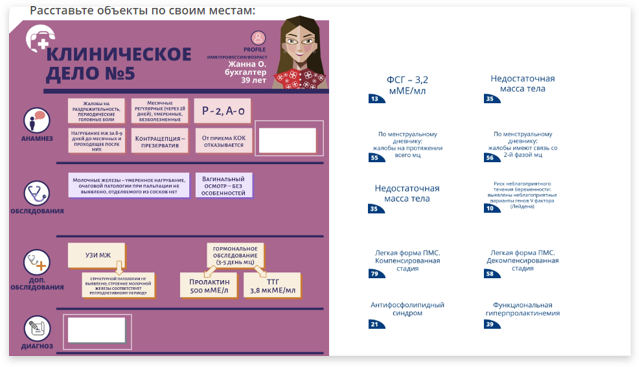 Расставьте объекты по своим местам:
КЛИНИЧЕСКОЕ
ДЕЛО №5
PROFILE
ИМЯ/ПРОФЕССИЯ/ВОЗРАСТ
Жанна О.
бухгалтер
39 лет
АНАМНЕЗ
Жалобы на
раздражительность,
периодические
головные боли
Месячные
регулярные (через 28
дней), умеренные,
безболезненные
Р-2, А-0
Нагрубание МЖ за 8-9
дней до месячных и
проходящее после
них
Контрацепция –
презерватив
От приема КОК
отказывается
ОБСЛЕДОВАНИЯ
Молочные железы – умеренное нагрубание,
очаговой патологии при пальпации не
выявлено, отделяемого из сосков нет
Вагинальный
осмотр – без
особенностей
ДОП.
ОБСЛЕДОВАНИЯ
УЗИ МЖ
Структурной патологии не
выявлено, строение молочной
железы соответствует
репродуктивному периоду
Гормональное
обследование
(3-5 день МЦ)
Пролактин
500 мМЕ/л
ТТГ
3,8 мкМЕ/мл
ДИАГНОЗ
ФСГ – 3,2
мМЕ/мл
13
Недостаточная
масса тела
35
По менструальному
дневнику:
жалобы на протяжении
всего мц
55
По менструальному
дневнику:
жалобы имеют связь со
2-й фазой мц
56
Недостаточная
масса тела
35
Риск неблагоприятного
течения беременности:
выявлены неблагоприятные
варианты генов V фактора
(Лейдена)
10
Легкая форма ПМС.
Компенсированная
стадия
79
Легкая форма ПМС.
Декомпенсированная
стадия
58
Антифосфолипидный
синдром
21
Функциональная
гиперпролактинемия
39